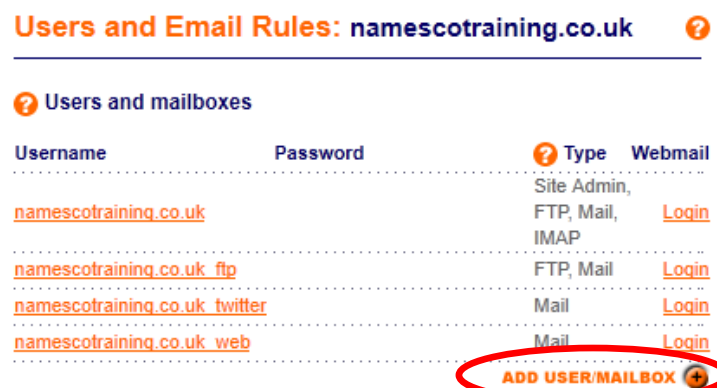 Users and Email Rules: namescotraining.co.uk ?
? Users and mailboxes
Username Password ? Type Webmail
namescotraining.co.uk Site Admin, FTP, Mail, IMAP Login
namescotraining.co.uk_ftp FTP, Mail Login
namescotraining.co.uk_twitter Mail Login
namescotraining.co.uk_web Mail Login
ADD USER/MAILBOX +